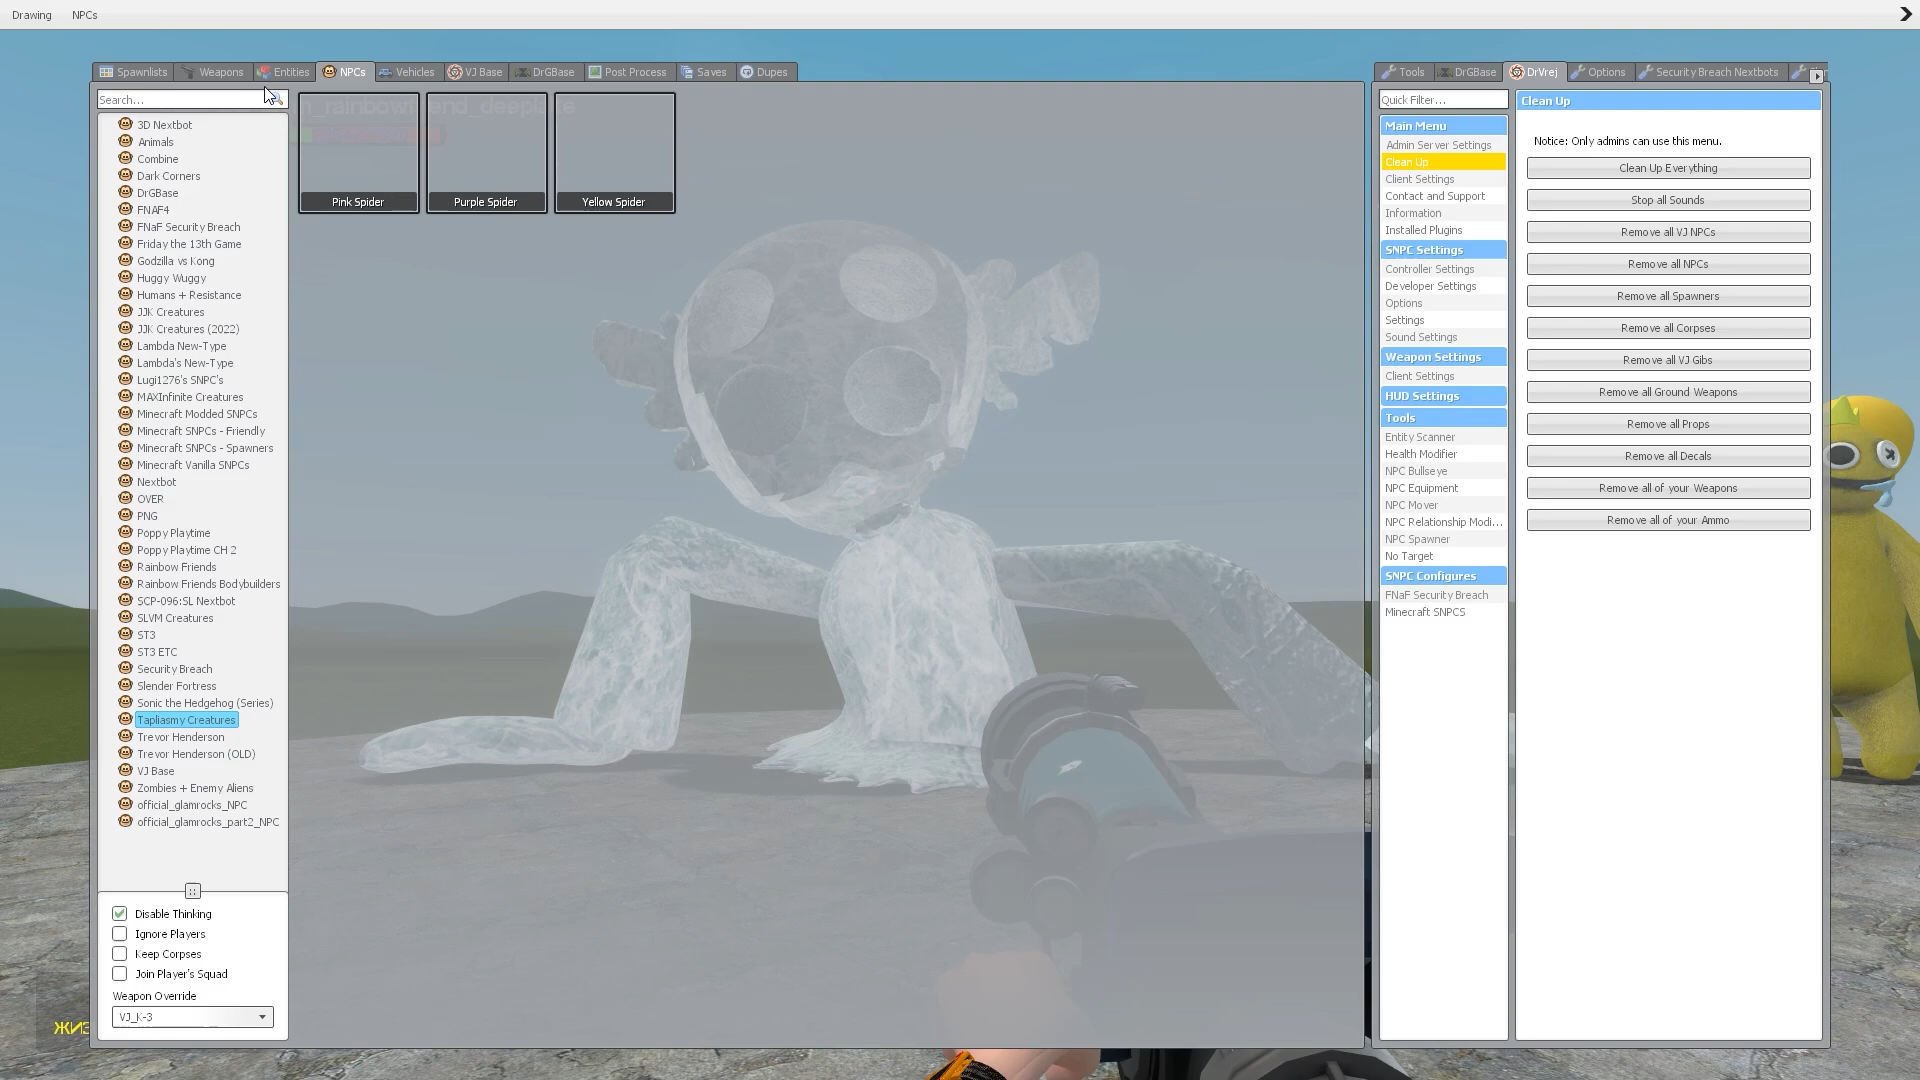 Drawing NPCs
Spawnlists Weapons Entities NPCs Vehicles VJ Base DrGBase Post Process Saves Dupes
Search...
3D Nextbot
Animals
Combine
Dark Corners
DrGBase
FNAF4
FNaF Security Breach
Friday the 13th Game
Godzilla vs Kong
Huggy Wuggy
Humans + Resistance
JJK Creatures
JJK Creatures (2022)
Lambda New-Type
Lambda's New-Type
Lugi1276's SNPC's
MAXInfinite Creatures
Minecraft Modded SNPCs
Minecraft SNPCs - Friendly
Minecraft SNPCs - Spawners
Minecraft Vanilla SNPCs
Nextbot
OVER
PNG
Poppy Playtime
Poppy Playtime CH 2
Rainbow Friends
Rainbow Friends Bodybuilders
SCP-096:SL Nextbot
SLVM Creatures
ST3
ST3 ETC
Security Breach
Slender Fortress
Sonic the Hedgehog (Series)
Tapliasmy Creatures
Trevor Henderson
Trevor Henderson (OLD)
VJ Base
Zombies + Enemy Aliens
official_glamrocks_NPC
official_glamrocks_part2_NPC
Disable Thinking
Ignore Players
Keep Corpses
Join Player's Squad
Weapon Override
VJ_K-3
ЖИЗ
Pink Spider Purple Spider Yellow Spider
Tools DrGBase DrVrej Options Security Breach Nextbots
Quick Filter...
Main Menu
Admin Server Settings
Clean Up
Client Settings
Contact and Support
Information
Installed Plugins
SNPC Settings
Controller Settings
Developer Settings
Options
Settings
Sound Settings
Weapon Settings
Client Settings
HUD Settings
Tools
Entity Scanner
Health Modifier
NPC Bullseye
NPC Equipment
NPC Mover
NPC Relationship Modi...
NPC Spawner
No Target
SNPC Configures
FNaF Security Breach
Minecraft SNPCS
Clean Up
Notice: Only admins can use this menu.
Clean Up Everything
Stop all Sounds
Remove all VJ NPCs
Remove all NPCs
Remove all Spawners
Remove all Corpses
Remove all VJ Gibs
Remove all Ground Weapons
Remove all Props
Remove all Decals
Remove all of your Weapons
Remove all of your Ammo